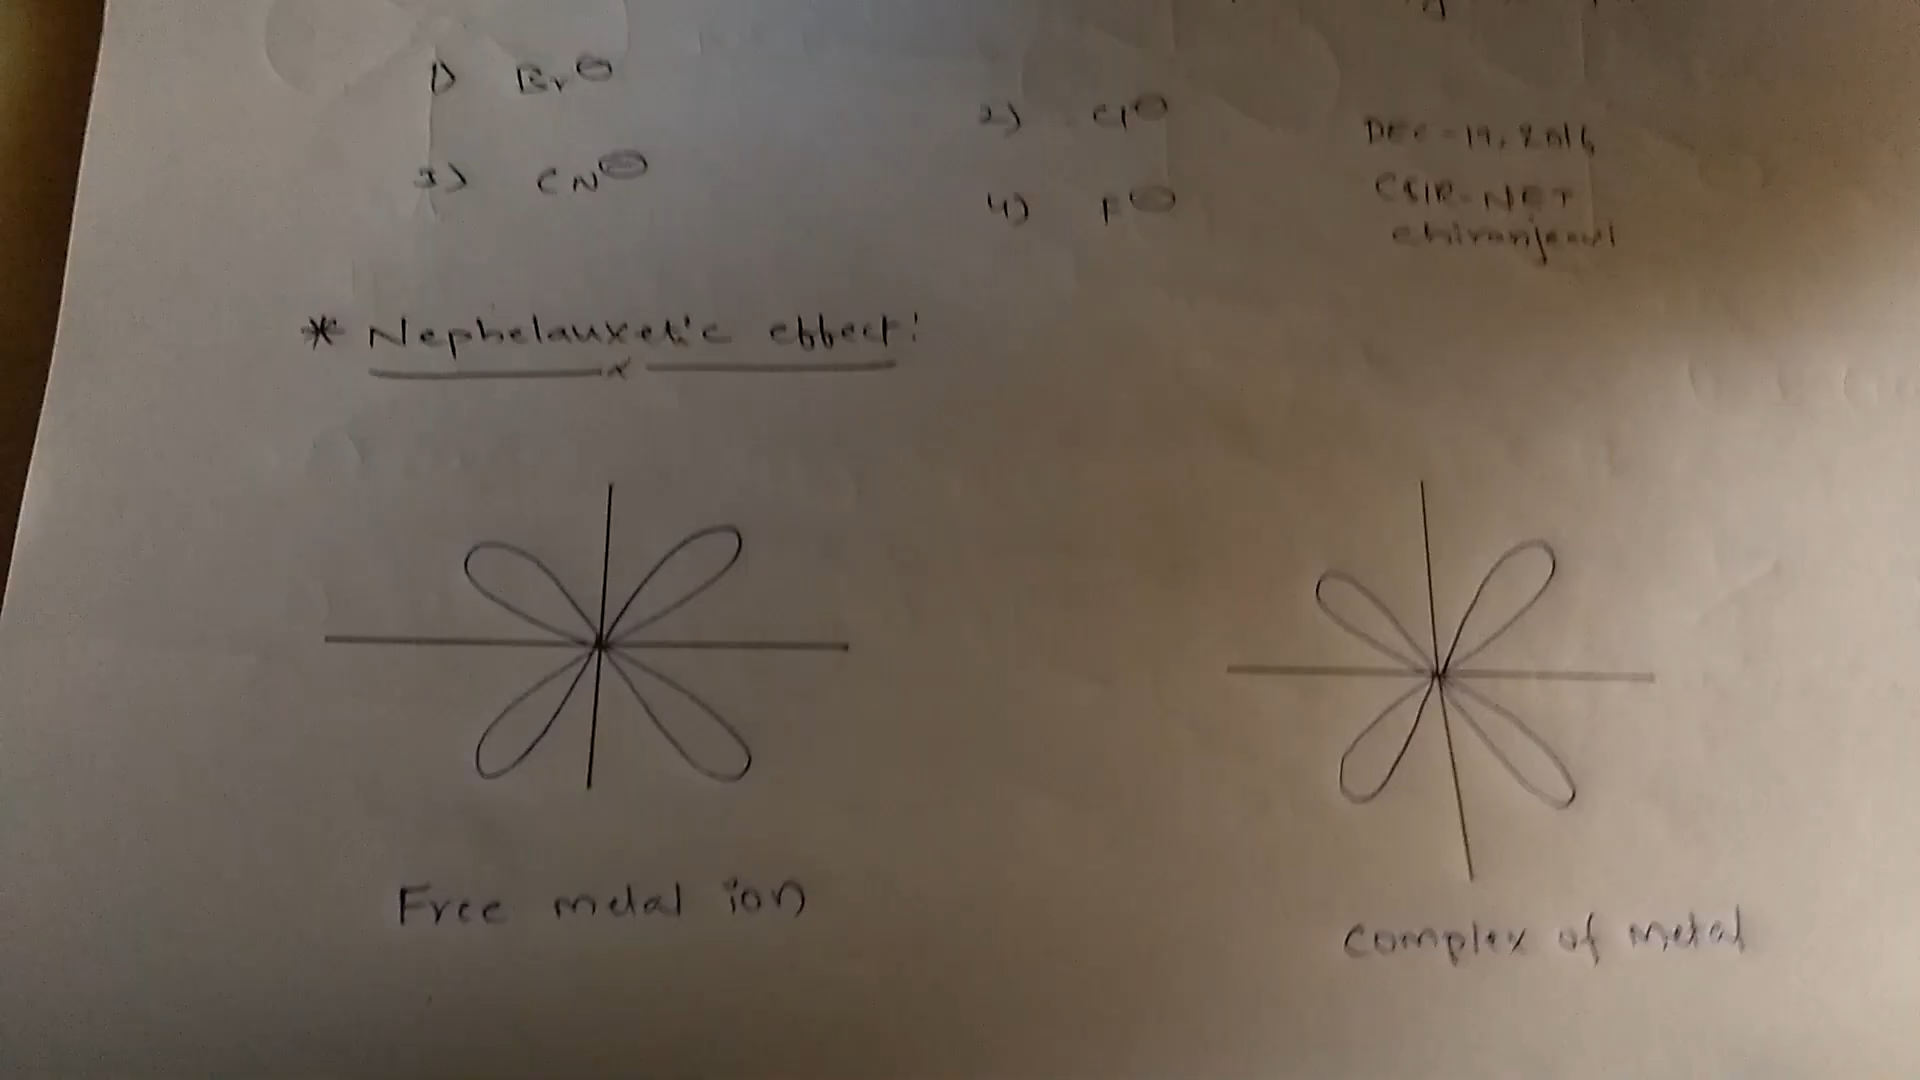 1) Br⊖
2) Cl⊖
3) CN⊖
4) F⊖
DEC-19, 2016
CSIR-NET
chiranjeevi
* Nephelauxetic effect:
Free metal ion
complex of metal